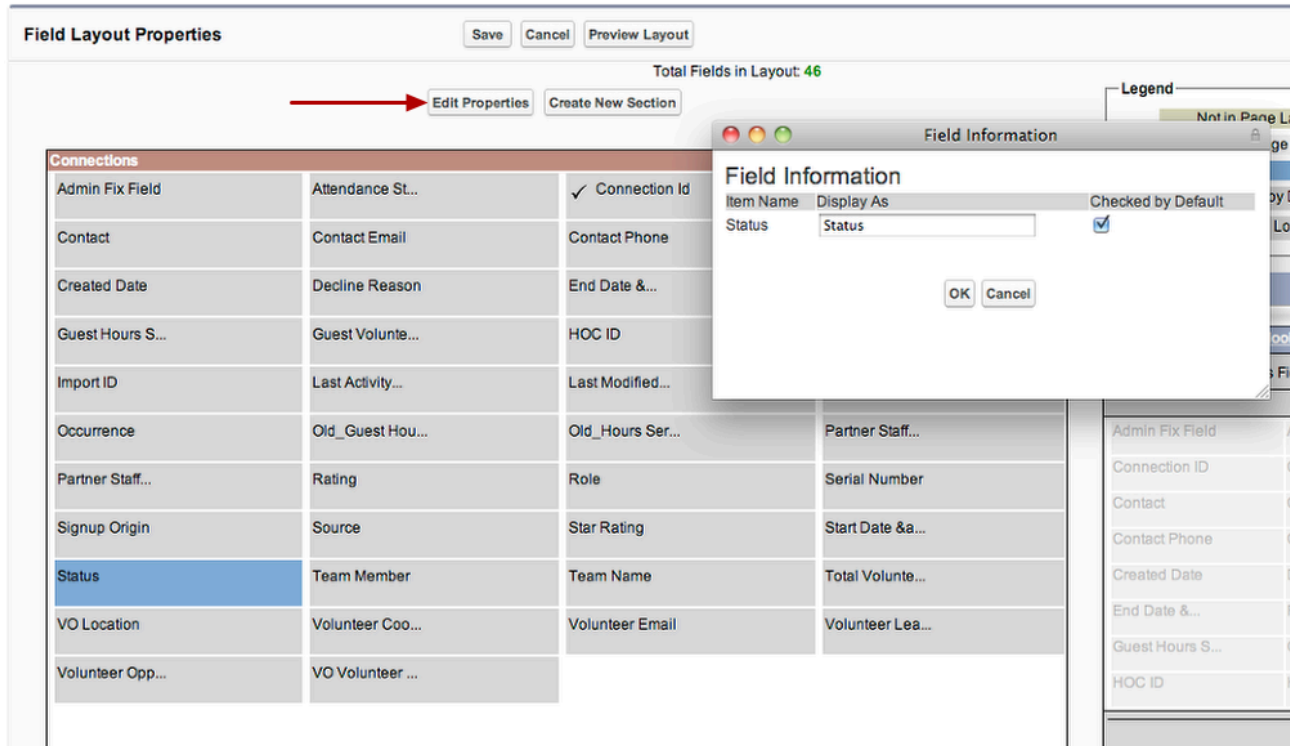 Field Layout Properties Save Cancel Preview Layout
Total Fields in Layout: 46
Edit Properties Create New Section
Legend
Not in Page
Field Information
Field Information
Item Name Display As Checked by Default
Status Status
OK Cancel
Connections
Admin Fix Field Attendance St... Connection Id
Contact Contact Email Contact Phone
Created Date Decline Reason End Date &...
Guest Hours S... Guest Volunte... HOC ID
Import ID Last Activity... Last Modified...
Occurrence Old_Guest Hou... Old_Hours Ser... Partner Staff...
Partner Staff... Rating Role Serial Number
Signup Origin Source Star Rating Start Date &a...
Status Team Member Team Name Total Volunte...
VO Location Volunteer Coo... Volunteer Email Volunteer Lea...
Volunteer Opp... VO Volunteer ...
Admin Fix Field
Connection ID
Contact
Contact Phone
Created Date
End Date &...
Guest Hours S...
HOC ID